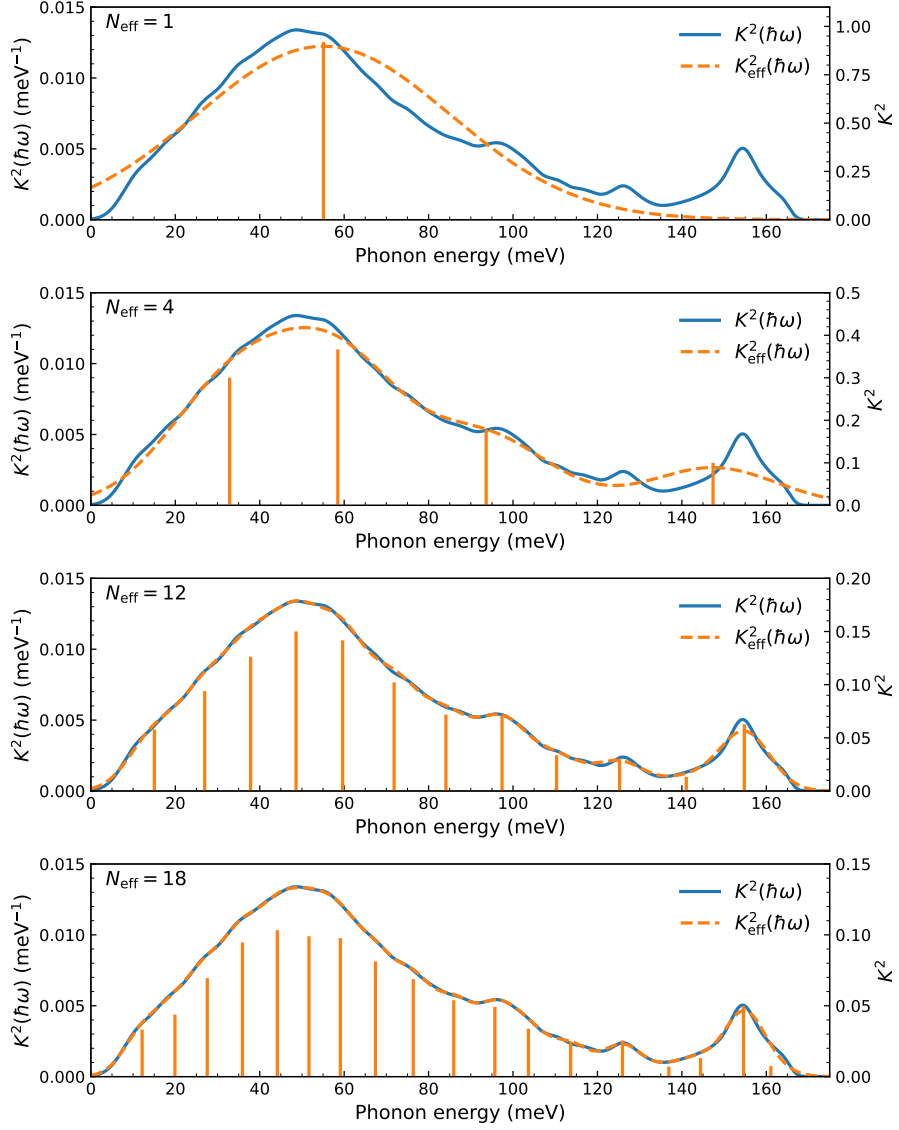 N_eff = 1
K²(ħω)
K²_eff(ħω)
K²(ħω) (meV⁻¹)
0.015
0.010
0.005
0.000
1.00
0.75
0.50
0.25
0.00
K²
0 20 40 60 80 100 120 140 160
Phonon energy (meV)
N_eff = 4
K²(ħω)
K²_eff(ħω)
K²(ħω) (meV⁻¹)
0.015
0.010
0.005
0.000
0.5
0.4
0.3
0.2
0.1
0.0
K²
0 20 40 60 80 100 120 140 160
Phonon energy (meV)
N_eff = 12
K²(ħω)
K²_eff(ħω)
K²(ħω) (meV⁻¹)
0.015
0.010
0.005
0.000
0.20
0.15
0.10
0.05
0.00
K²
0 20 40 60 80 100 120 140 160
Phonon energy (meV)
N_eff = 18
K²(ħω)
K²_eff(ħω)
K²(ħω) (meV⁻¹)
0.015
0.010
0.005
0.000
0.15
0.10
0.05
0.00
K²
0 20 40 60 80 100 120 140 160
Phonon energy (meV)